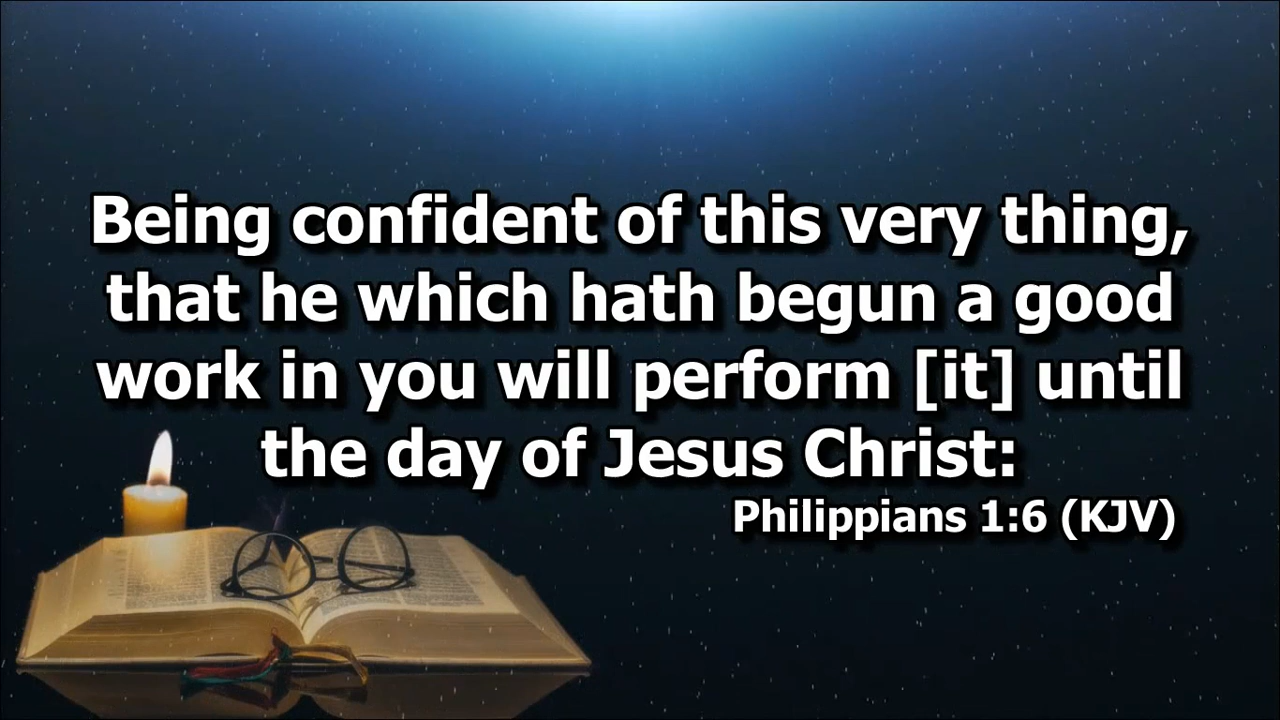 Being confident of this very thing,
that he which hath begun a good
work in you will perform [it] until
the day of Jesus Christ:
Philippians 1:6 (KJV)